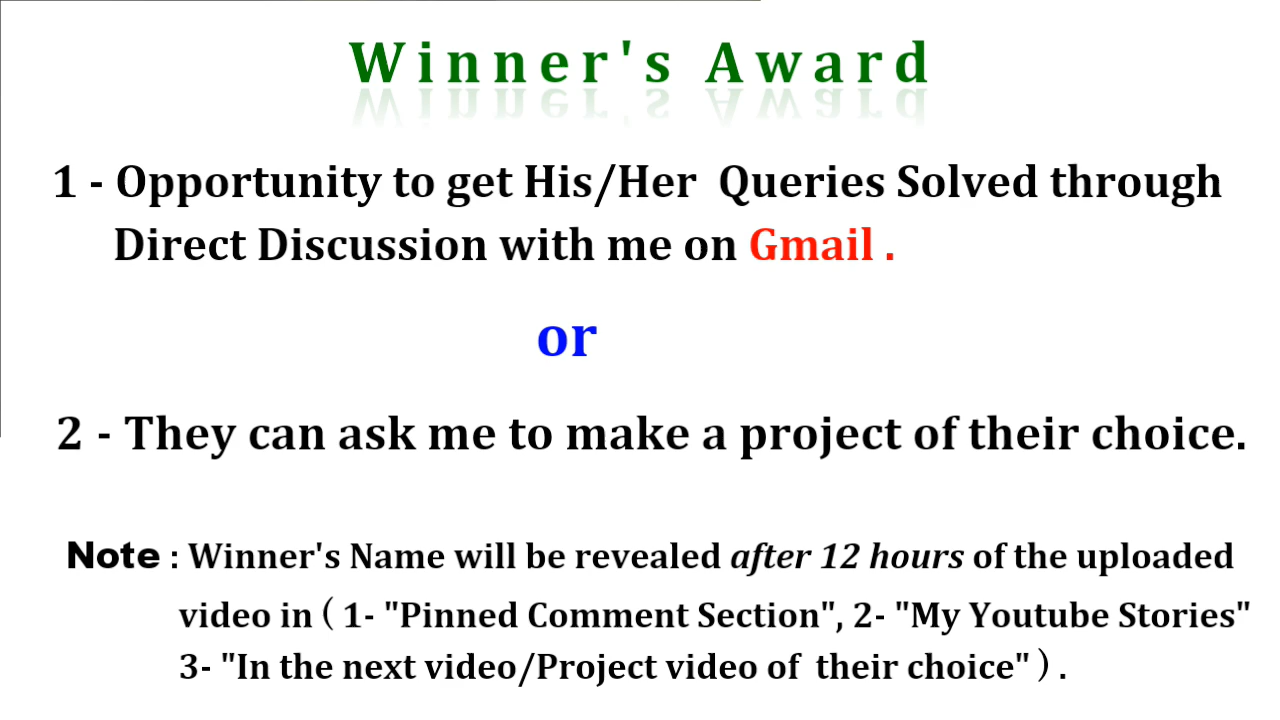 Winner's Award
1 - Opportunity to get His/Her Queries Solved through
Direct Discussion with me on Gmail .
or
2 - They can ask me to make a project of their choice.
Note : Winner's Name will be revealed after 12 hours of the uploaded
video in ( 1- "Pinned Comment Section", 2- "My Youtube Stories"
3- "In the next video/Project video of their choice" ) .